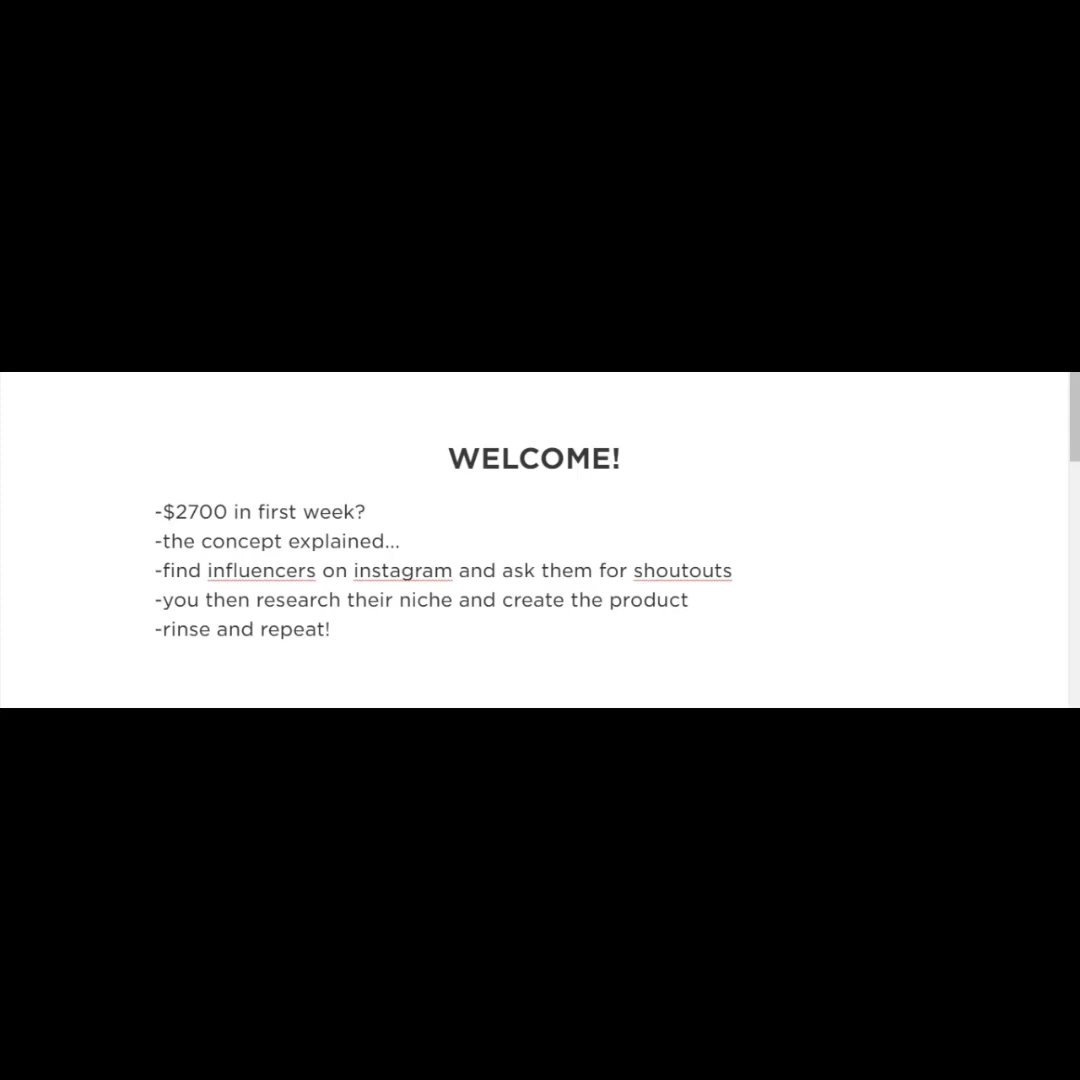 WELCOME!
-$2700 in first week?
-the concept explained...
-find influencers on instagram and ask them for shoutouts
-you then research their niche and create the product
-rinse and repeat!